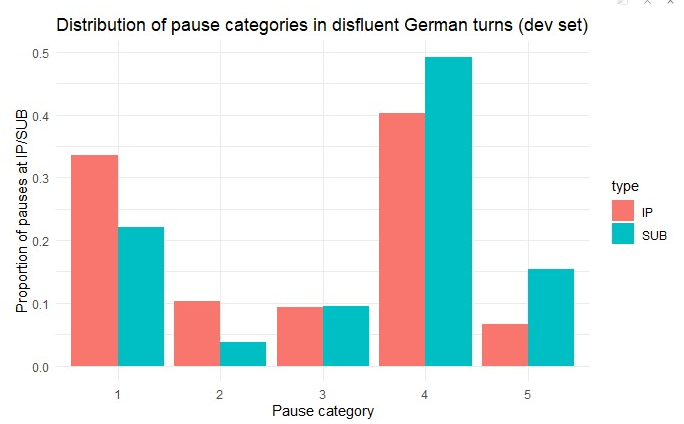 Distribution of pause categories in disfluent German turns (dev set)
Proportion of pauses at IP/SUB
0.5
0.4
0.3
0.2
0.1
0.0
1 2 3 4 5
Pause category
type
IP
SUB